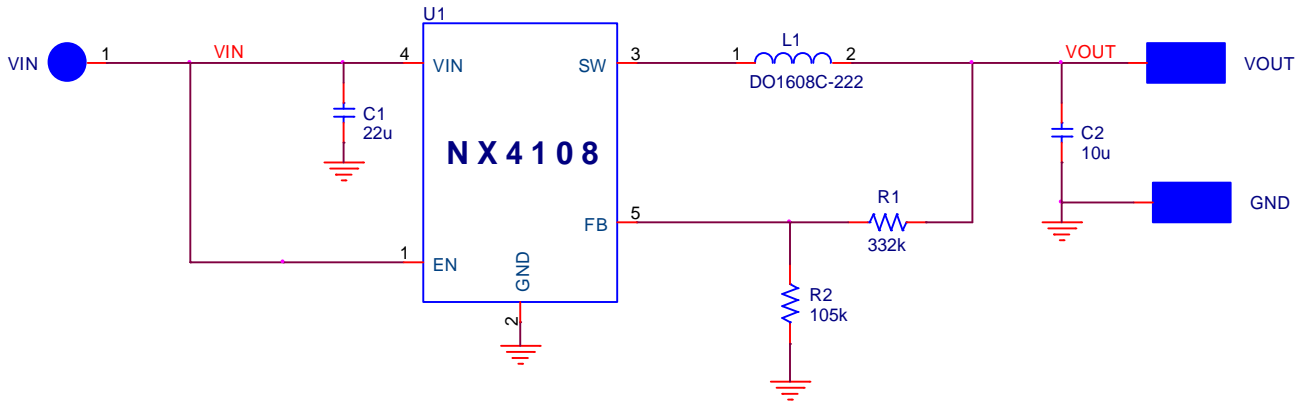 U1
VIN
1
VIN
4
VIN
SW
3
1
L1
2
DO1608C-222
VOUT
VOUT
C1
22u
NX4108
C2
10u
FB
5
R1
332k
GND
1
EN
GND
2
R2
105k